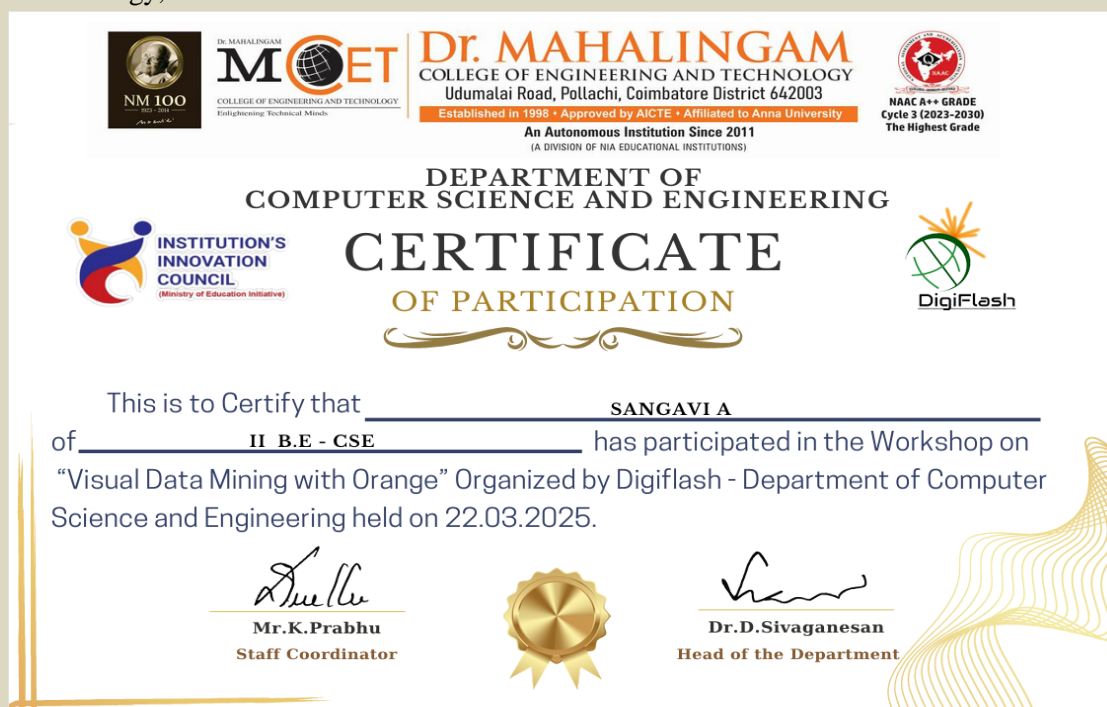 Dr. MAHALINGAM
MCET
COLLEGE OF ENGINEERING AND TECHNOLOGY
Enlightening Technical Minds
NM 100
1923 - 2014
Dr. MAHALINGAM
COLLEGE OF ENGINEERING AND TECHNOLOGY
Udumalai Road, Pollachi, Coimbatore District 642003
Established in 1998 • Approved by AICTE • Affiliated to Anna University
An Autonomous Institution Since 2011
(A DIVISION OF NIA EDUCATIONAL INSTITUTIONS)
NAAC
NAAC A++ GRADE
Cycle 3 (2023-2030)
The Highest Grade
DEPARTMENT OF
COMPUTER SCIENCE AND ENGINEERING
INSTITUTION'S
INNOVATION
COUNCIL
(Ministry of Education Initiative)
CERTIFICATE
OF PARTICIPATION
DigiFlash
This is to Certify that SANGAVI A
of II B.E - CSE has participated in the Workshop on
“Visual Data Mining with Orange” Organized by Digiflash - Department of Computer
Science and Engineering held on 22.03.2025.
Mr.K.Prabhu
Staff Coordinator
Dr.D.Sivaganesan
Head of the Department